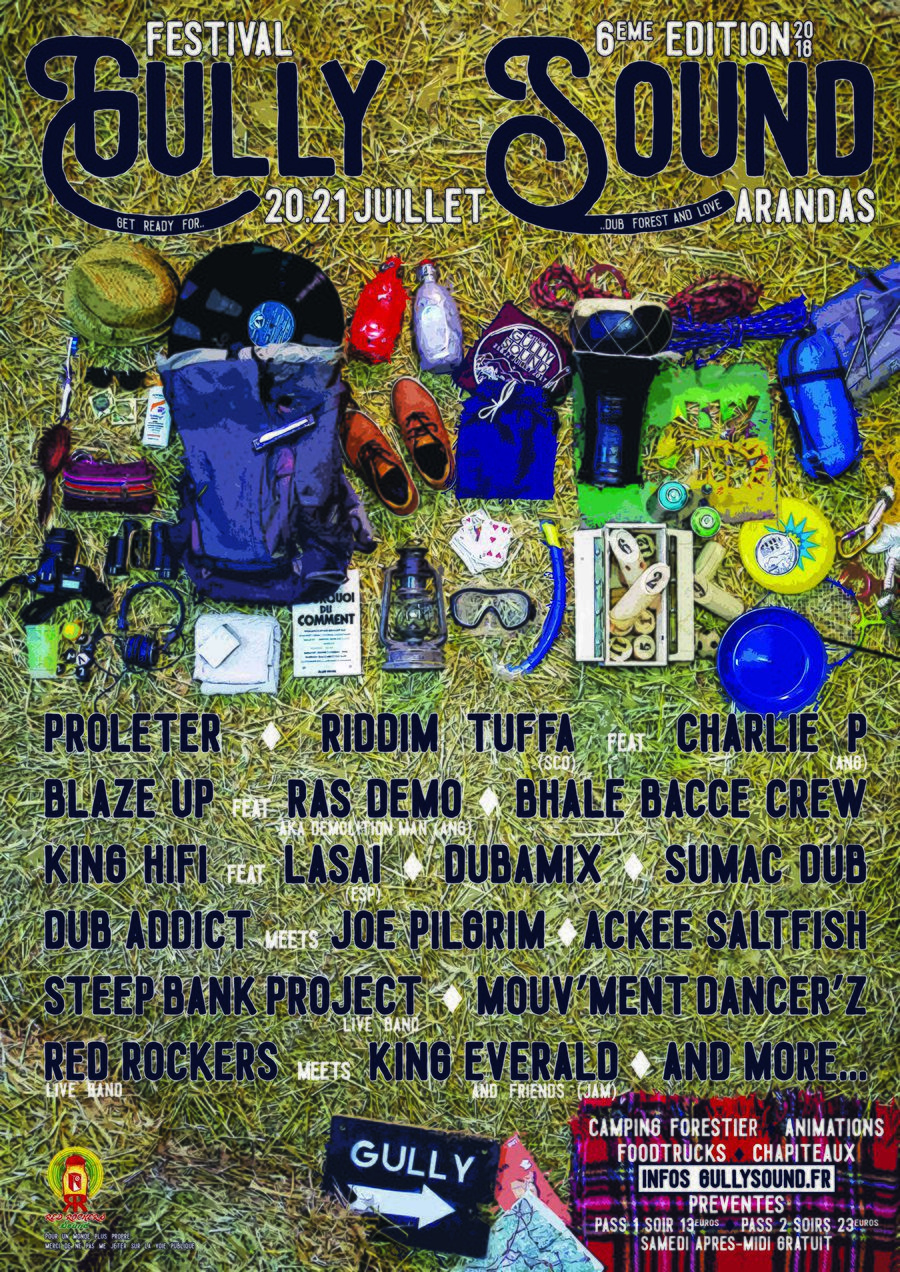 FESTIVAL
6EME EDITION 2018
GULLY SOUND
GET READY FOR..
20.21 JUILLET
..DUB FOREST AND LOVE
ARANDAS
GULLY
SOUND
POURQUOI
DU
COMMENT
PROLETER ♦ RIDDIM TUFFA FEAT CHARLIE P
(SCO) (ANG)
BLAZE UP FEAT RAS DEMO ♦ BHALE BACCE CREW
AKA DEMOLITION MAN (ANG)
KING HIFI FEAT LASAI ♦ DUBAMIX ♦ SUMAC DUB
(ESP)
DUB ADDICT MEETS JOE PILGRIM ♦ ACKEE SALTFISH
STEEP BANK PROJECT ♦ MOUV'MENT DANCER'Z
LIVE BAND
RED ROCKERS MEETS KING EVERALD ♦ AND MORE...
LIVE BAND AND FRIENDS (JAM)
GULLY
CAMPING FORESTIER ♦ ANIMATIONS
FOODTRUCKS ♦ CHAPITEAUX
INFOS GULLYSOUND.FR
PREVENTES
PASS 1 SOIR 13EUROS ♦ PASS 2 SOIRS 23EUROS
SAMEDI APRES-MIDI GRATUIT
RED ROCKERS
POUR UN MONDE PLUS PROPRE
MERCI DE NE PAS ME JETER SUR LA VOIE PUBLIQUE